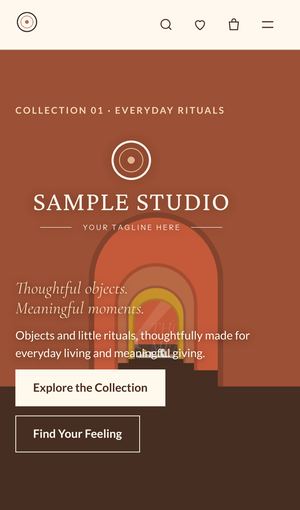 COLLECTION 01 · EVERYDAY RITUALS
SAMPLE STUDIO
YOUR TAGLINE HERE
Thoughtful objects.
Meaningful moments.
Objects and little rituals, thoughtfully made for
everyday living and meaningful giving.
Explore the Collection
Find Your Feeling